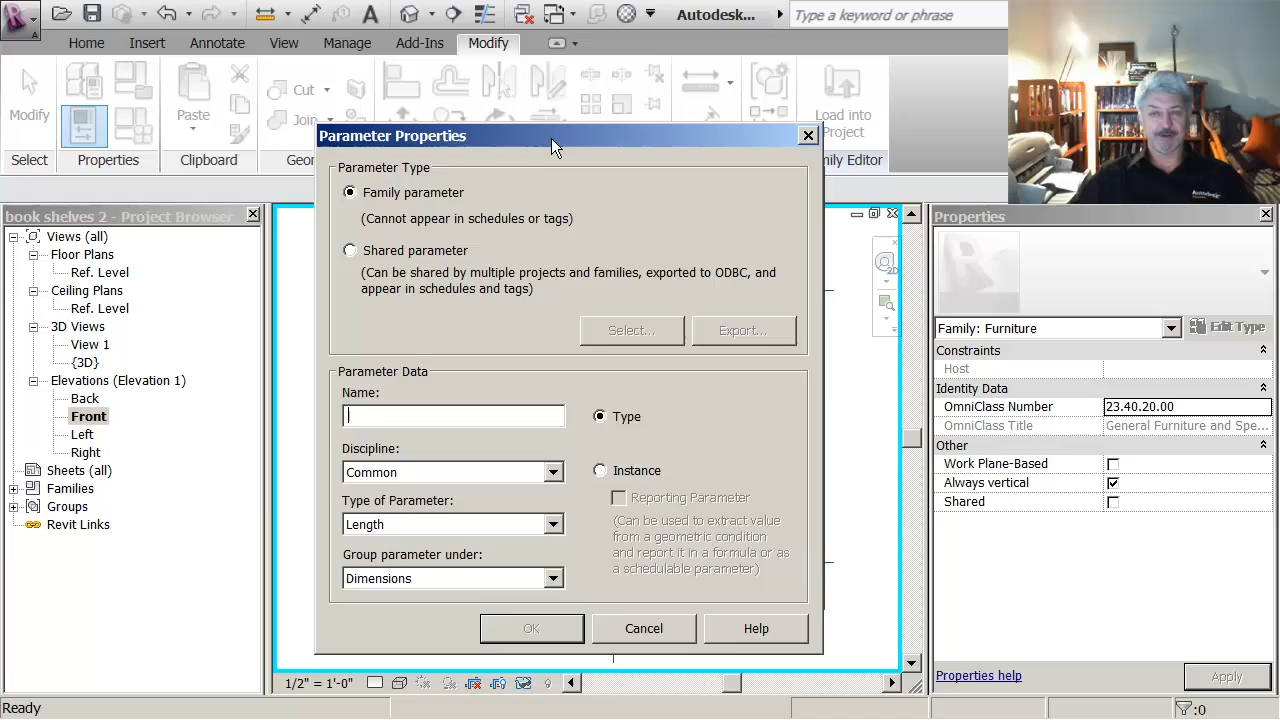 Autodesk...
Type a keyword or phrase
Home
Insert
Annotate
View
Manage
Add-Ins
Modify
Modify
Paste
Cut
Join
Load into
Project
Select
Properties
Clipboard
Geor
mily Editor
Parameter Properties
Parameter Type
Family parameter
(Cannot appear in schedules or tags)
Shared parameter
(Can be shared by multiple projects and families, exported to ODBC, and
appear in schedules and tags)
Select...
Export...
Parameter Data
Name:
Type
Discipline:
Common
Instance
Type of Parameter:
Reporting Parameter
Length
(Can be used to extract value
from a geometric condition
and report it in a formula or as
a schedulable parameter)
Group parameter under:
Dimensions
OK
Cancel
Help
book shelves 2 - Project Browser
Views (all)
Floor Plans
Ref. Level
Ceiling Plans
Ref. Level
3D Views
View 1
{3D}
Elevations (Elevation 1)
Back
Front
Left
Right
Sheets (all)
Families
Groups
Revit Links
2D
Properties
Family: Furniture
Edit Type
Constraints
Host
Identity Data
OmniClass Number
23.40.20.00
OmniClass Title
General Furniture and Spe...
Other
Work Plane-Based
Always vertical
Shared
Properties help
Apply
1/2" = 1'-0"
Ready
:0
Autodesk